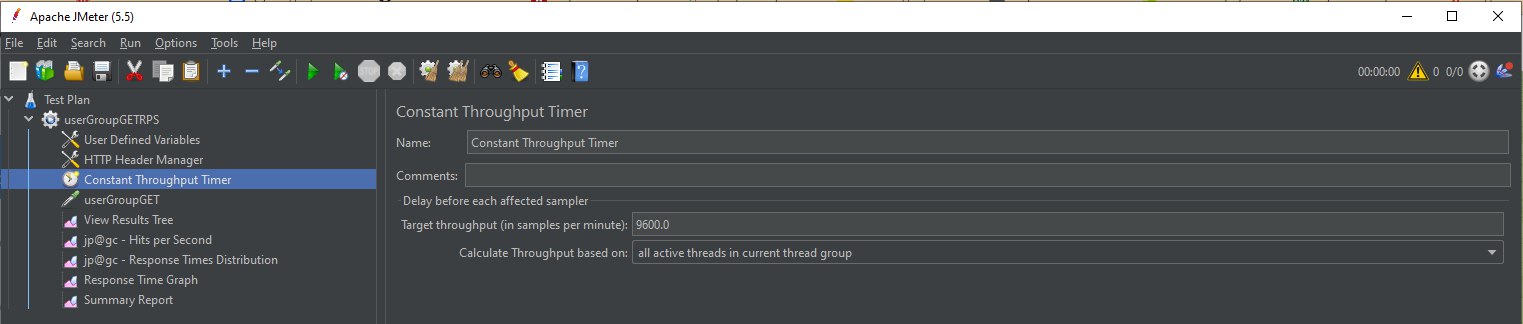 Apache JMeter (5.5)
File Edit Search Run Options Tools Help
STOP
00:00:00 0 0/0
Test Plan
userGroupGETRPS
User Defined Variables
HTTP Header Manager
Constant Throughput Timer
userGroupGET
View Results Tree
jp@gc - Hits per Second
jp@gc - Response Times Distribution
Response Time Graph
Summary Report
Constant Throughput Timer
Name: Constant Throughput Timer
Comments:
Delay before each affected sampler
Target throughput (in samples per minute): 9600.0
Calculate Throughput based on: all active threads in current thread group